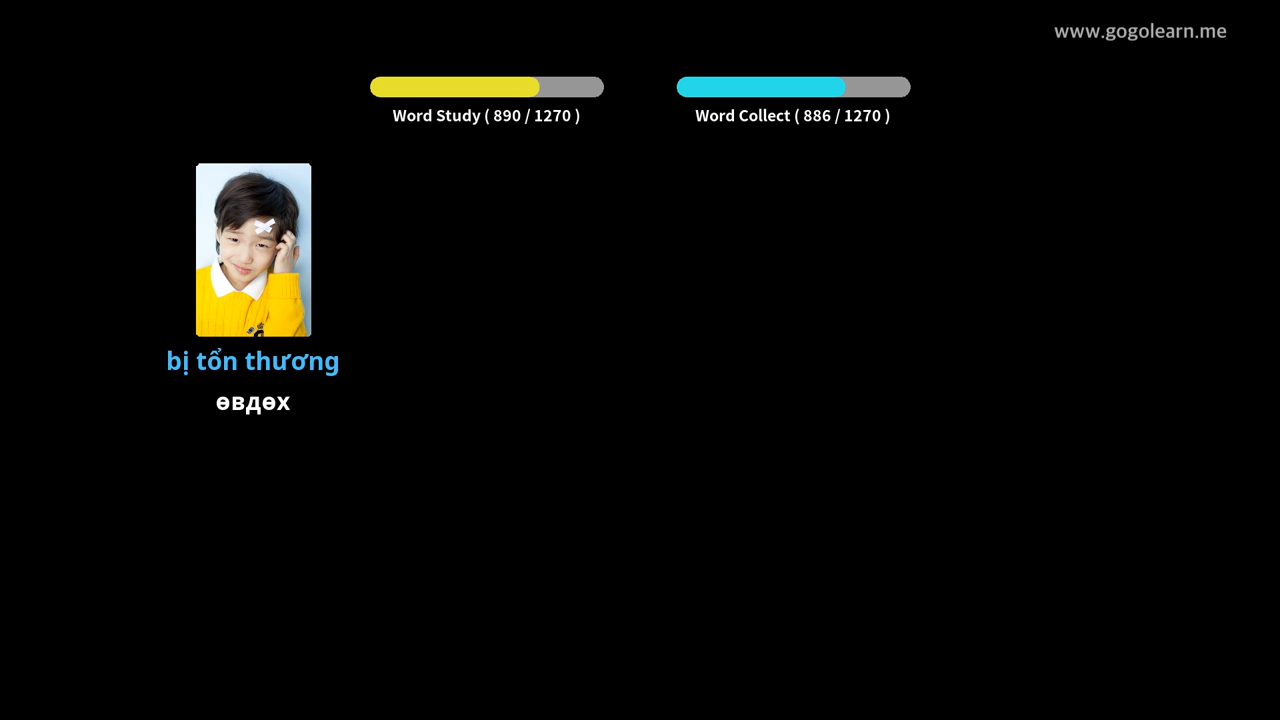 www.gogolearn.me
Word Study ( 890 / 1270 )
Word Collect ( 886 / 1270 )
bị tổn thương
өвдөх